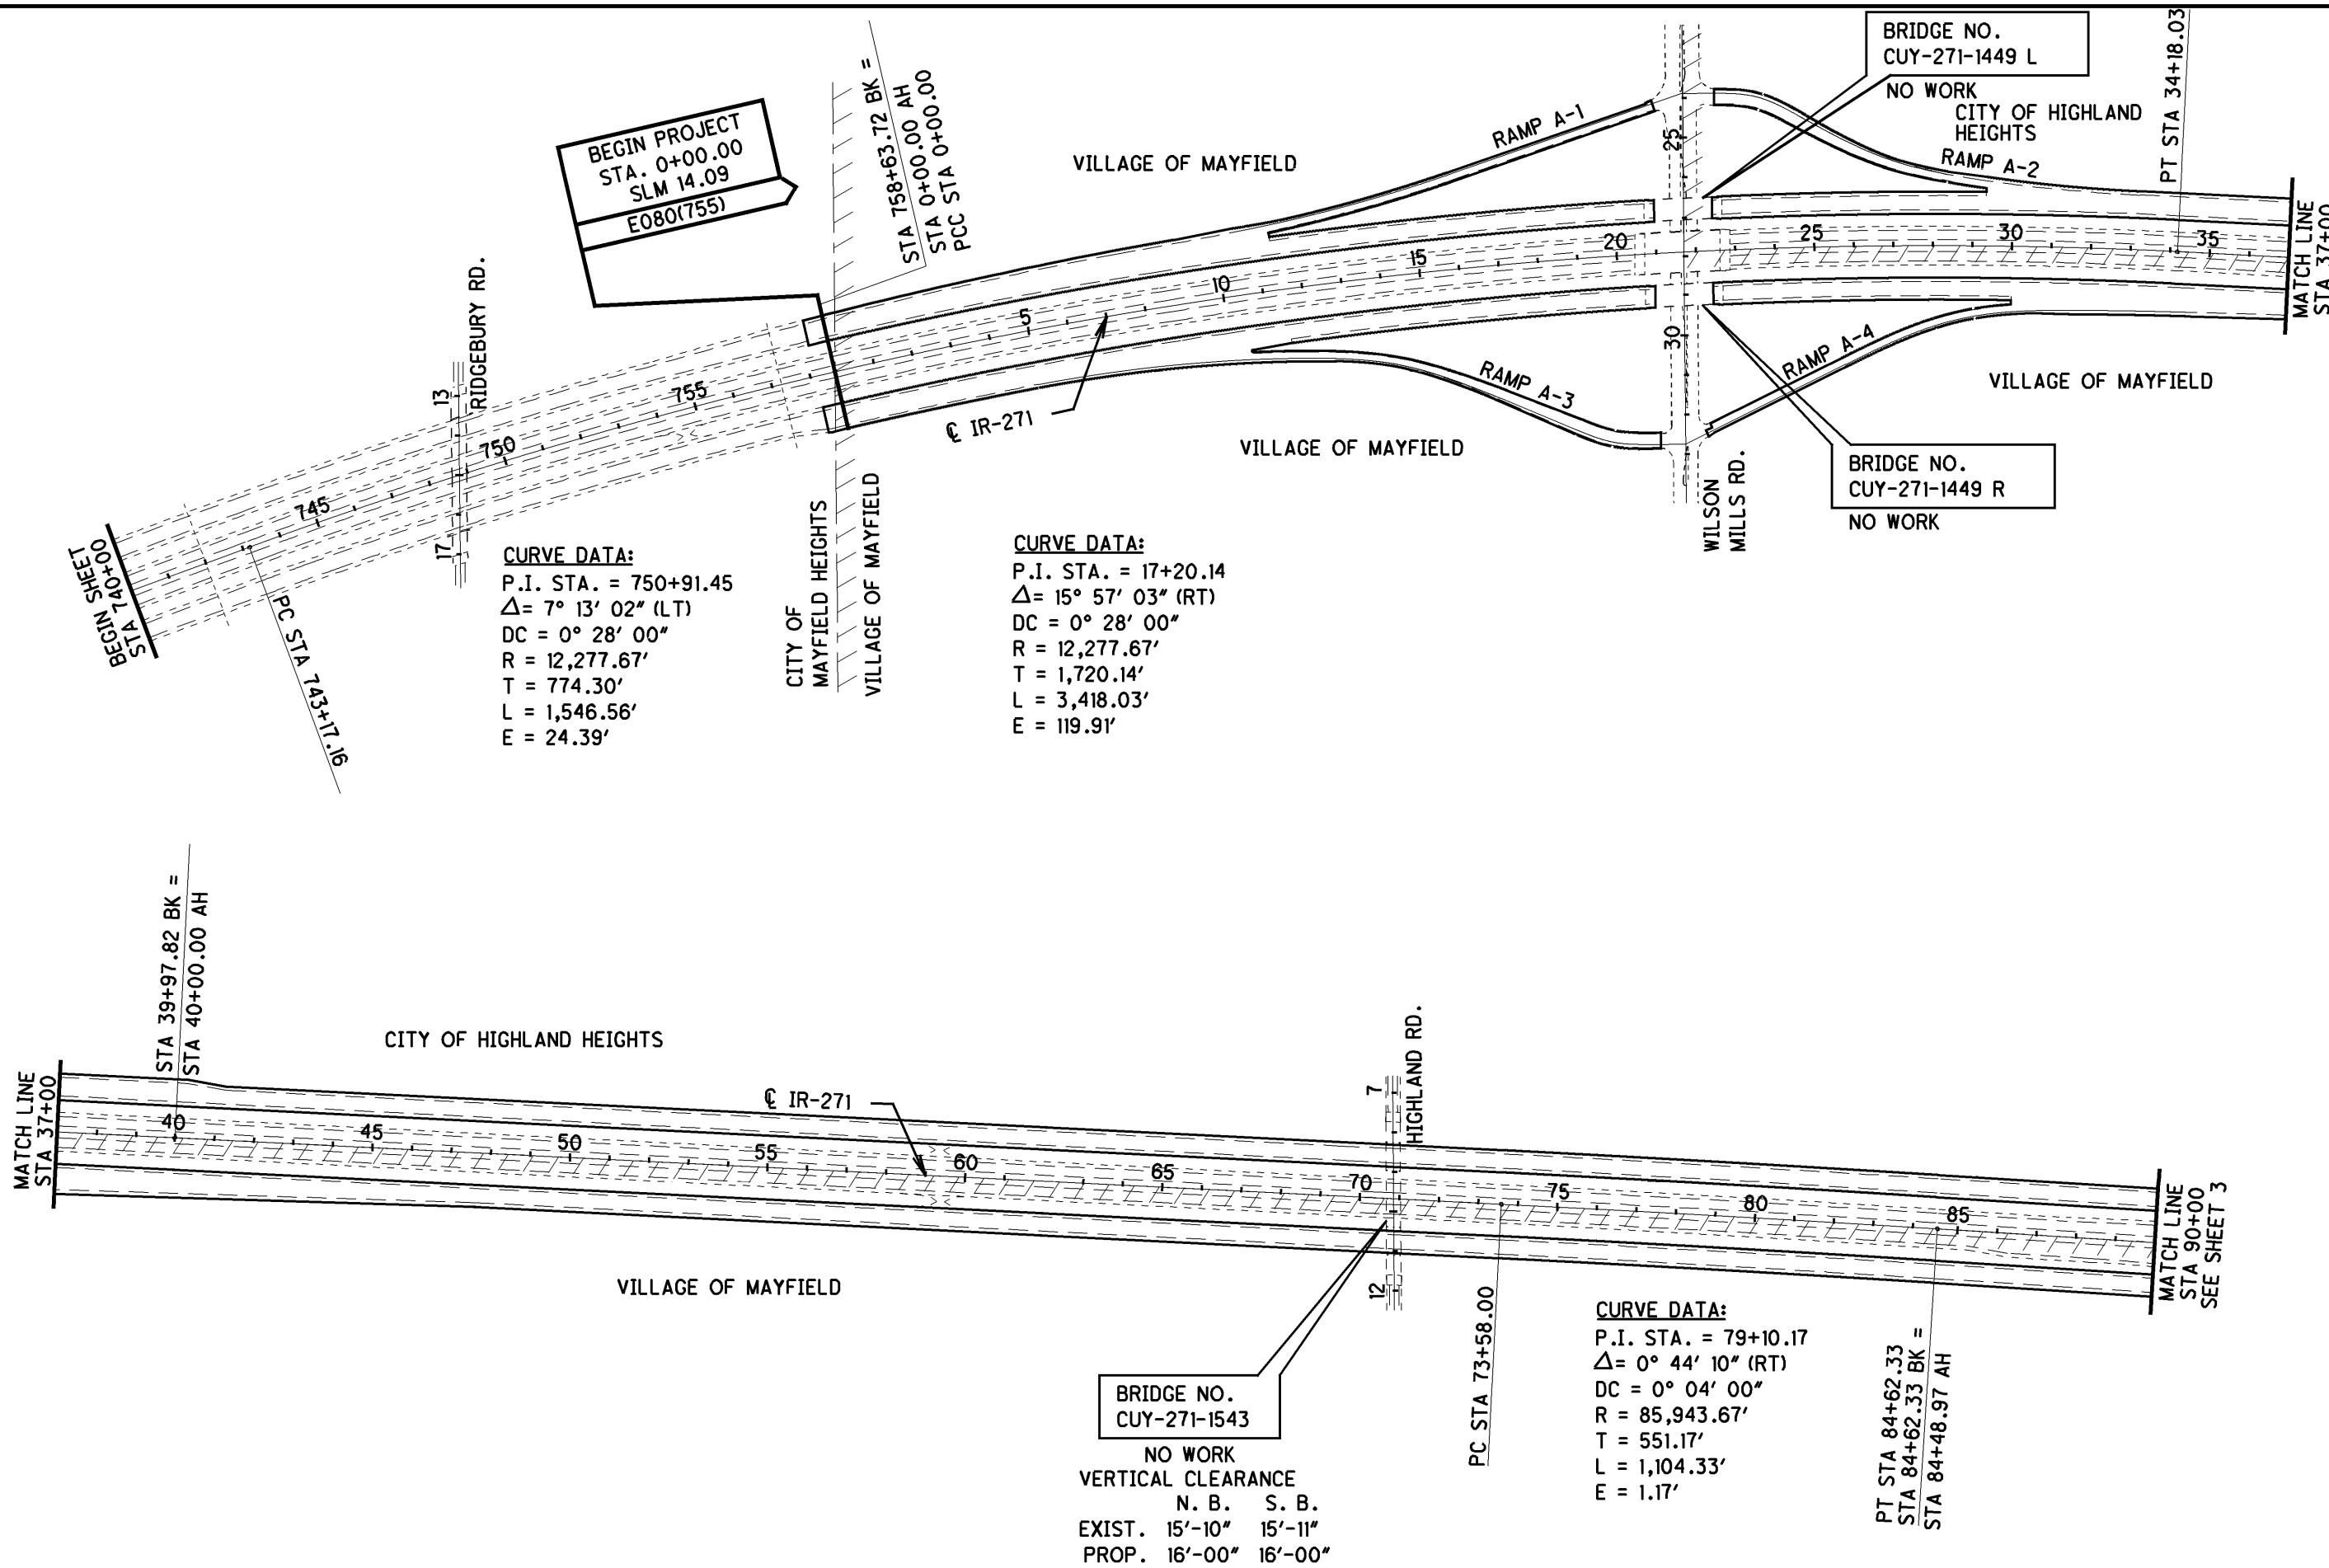 BEGIN PROJECT
STA. 0+00.00
SLM 14.09
E080(755)
STA 758+63.72 BK =
STA 0+00.00 AH
PCC STA 0+00.00
VILLAGE OF MAYFIELD
RAMP A-1
25
BRIDGE NO.
CUY-271-1449 L
NO WORK
CITY OF HIGHLAND
HEIGHTS
RAMP A-2
PT STA 34+18.03
MATCH LINE
STA 37+00
BEGIN SHEET
STA 740+00
745
PC STA 743+17.16
13
17
RIDGEBURY RD.
750
755
5
10
15
20
25
30
35
℄ IR-271
RAMP A-3
30
RAMP A-4
VILLAGE OF MAYFIELD
VILLAGE OF MAYFIELD
WILSON
MILLS RD.
BRIDGE NO.
CUY-271-1449 R
NO WORK
CITY OF
MAYFIELD HEIGHTS
VILLAGE OF MAYFIELD
CURVE DATA:
P.I. STA. = 750+91.45
Δ= 7° 13' 02" (LT)
DC = 0° 28' 00"
R = 12,277.67'
T = 774.30'
L = 1,546.56'
E = 24.39'
CURVE DATA:
P.I. STA. = 17+20.14
Δ= 15° 57' 03" (RT)
DC = 0° 28' 00"
R = 12,277.67'
T = 1,720.14'
L = 3,418.03'
E = 119.91'
MATCH LINE
STA 37+00
STA 39+97.82 BK =
STA 40+00.00 AH
CITY OF HIGHLAND HEIGHTS
℄ IR-271
40
45
50
55
60
65
70
75
80
85
7
12
HIGHLAND RD.
VILLAGE OF MAYFIELD
BRIDGE NO.
CUY-271-1543
NO WORK
VERTICAL CLEARANCE
N. B. S. B.
EXIST. 15'-10" 15'-11"
PROP. 16'-00" 16'-00"
PC STA 73+58.00
CURVE DATA:
P.I. STA. = 79+10.17
Δ= 0° 44' 10" (RT)
DC = 0° 04' 00"
R = 85,943.67'
T = 551.17'
L = 1,104.33'
E = 1.17'
PT STA 84+62.33
STA 84+62.33 BK =
STA 84+48.97 AH
MATCH LINE
STA 90+00
SEE SHEET 3